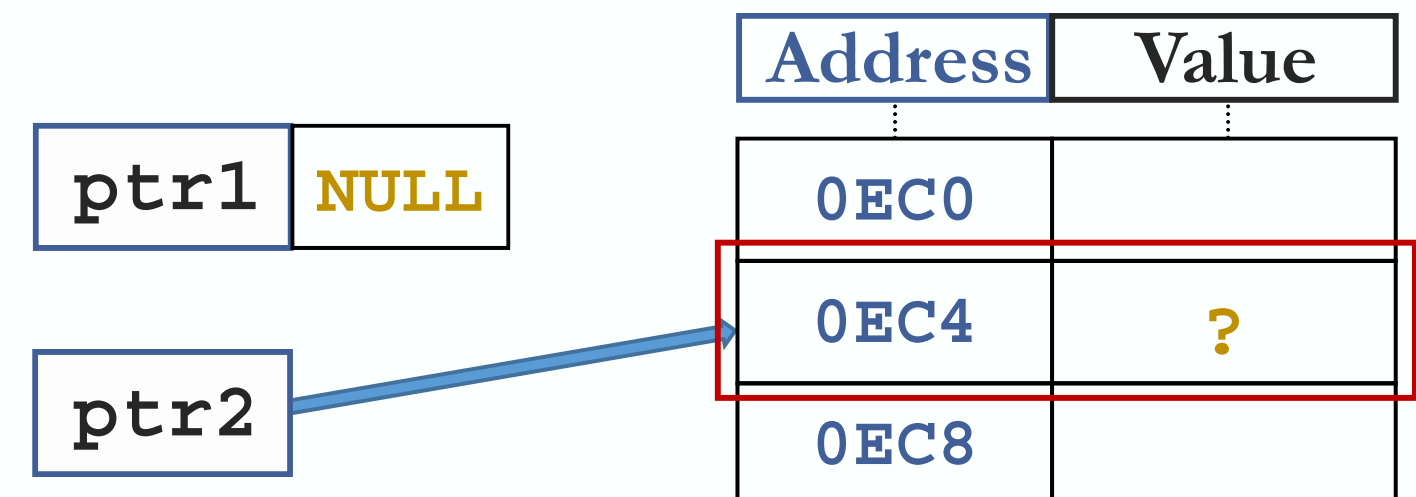 Address Value
ptr1 NULL
0EC0
0EC4 ?
ptr2
0EC8